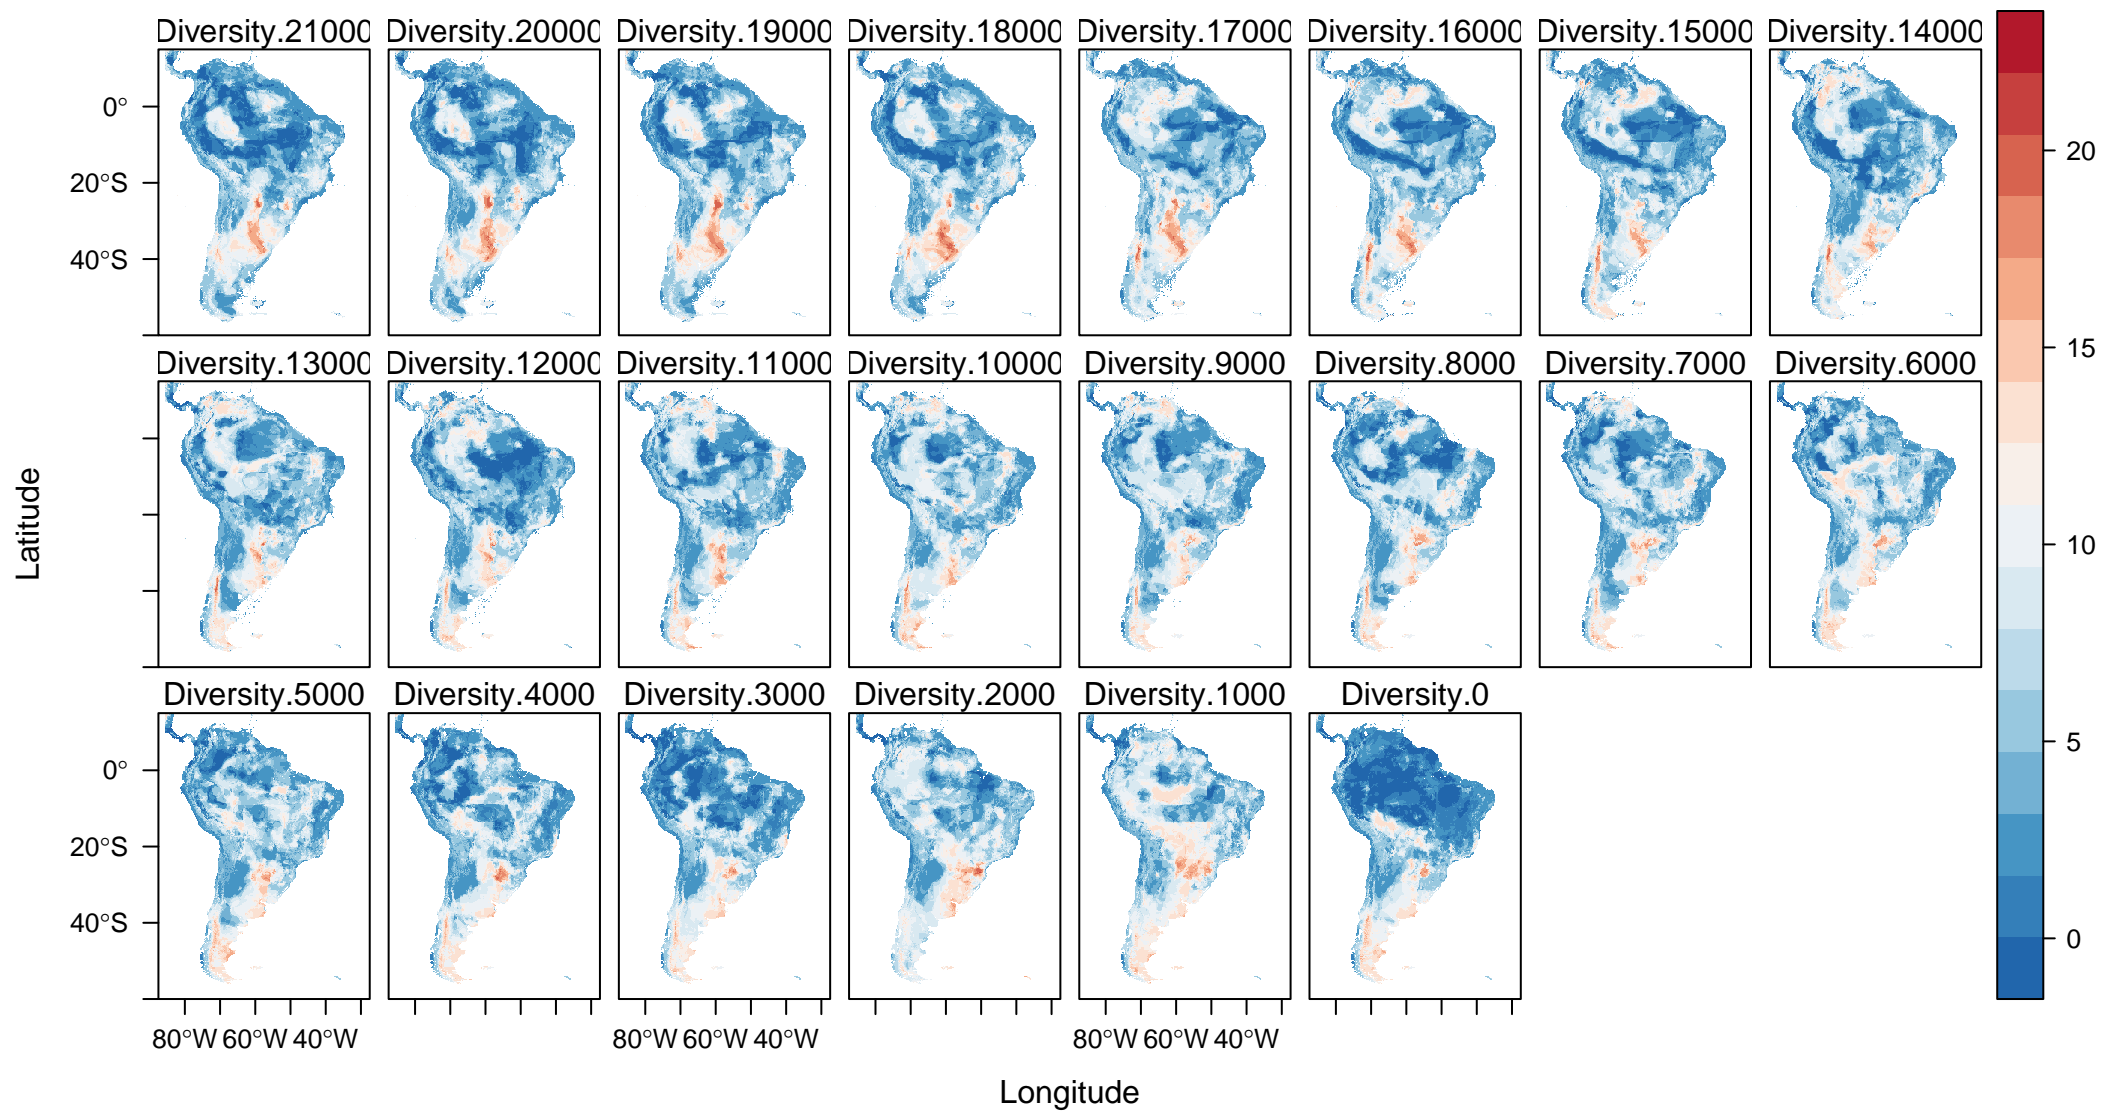 Diversity.21000 Diversity.20000 Diversity.19000 Diversity.18000 Diversity.17000 Diversity.16000 Diversity.15000 Diversity.14000
0°
20°S
40°S
Diversity.13000 Diversity.12000 Diversity.11000 Diversity.10000 Diversity.9000 Diversity.8000 Diversity.7000 Diversity.6000
Latitude
Diversity.5000 Diversity.4000 Diversity.3000 Diversity.2000 Diversity.1000 Diversity.0
0°
20°S
40°S
80°W 60°W 40°W 80°W 60°W 40°W 80°W 60°W 40°W
Longitude
20
15
10
5
0